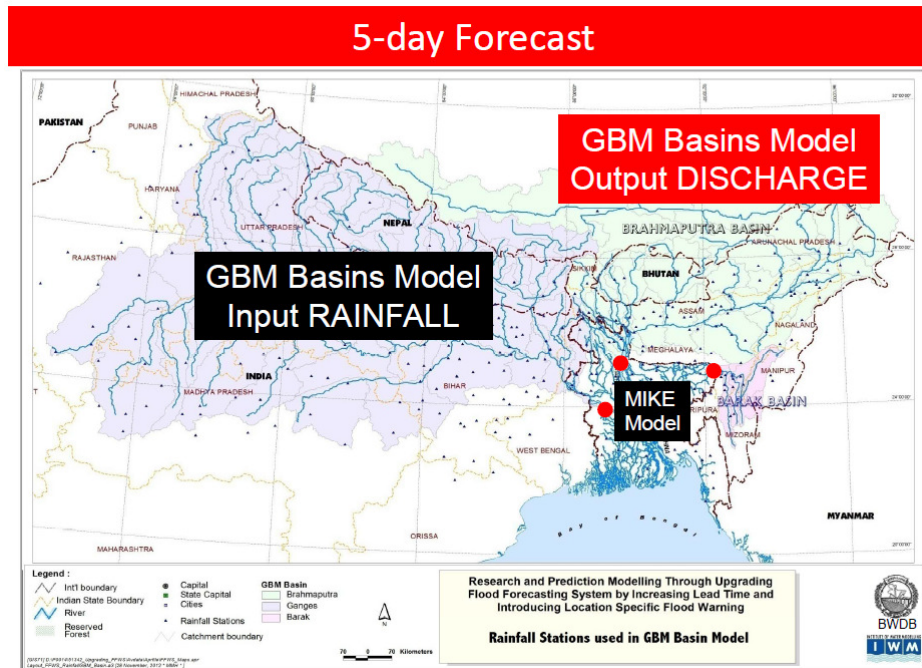 5-day Forecast
HIMACHAL PRADESH
PAKISTAN
PUNJAB
GBM Basins Model
Output DISCHARGE
HARYANA
NEPAL
UTTAR PRADESH
BRAHMAPUTRA BASIN
ARUNACHAL PRADESH
RAJASTHAN
GBM Basins Model
Input RAINFALL
SIKKIM
BHUTAN
ASSAM
NAGALAND
MEGHALAYA
INDIA
BIHAR
MANIPUR
MADHYA PRADESH
MIKE
Model
BARAK BASIN
RIPURA
MIZORAM
WEST BENGAL
Bay of Bengal
MYANMAR
ORISSA
MAHARASHTRA
Legend :
Int'l boundary
Indian State Boundary
River
Reserved
Forest
Capital
State Capital
Cities
Rainfall Stations
Catchment boundary
GBM Basin
Brahmaputra
Ganges
Barak
N
70 0 70 Kilometers
Research and Prediction Modelling Through Upgrading
Flood Forecasting System by Increasing Lead Time and
Introducing Location Specific Flood Warning
Rainfall Stations used in GBM Basin Model
BWDB
IWM